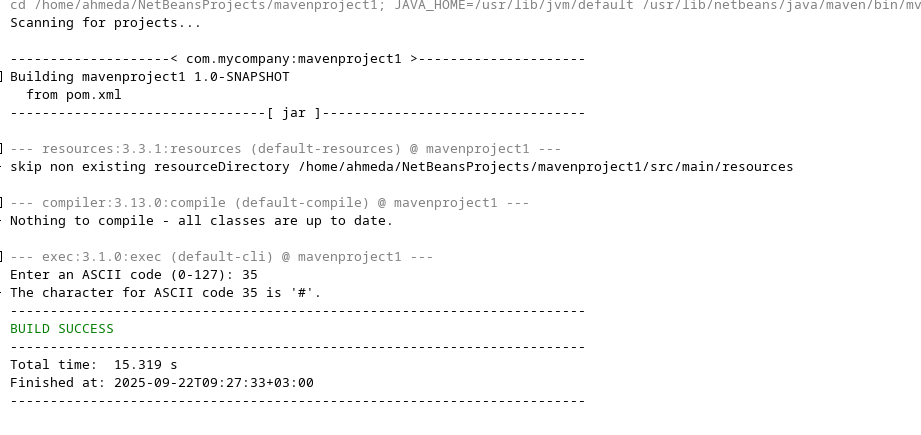 cd /home/ahmeda/NetBeansProjects/mavenproject1; JAVA_HOME=/usr/lib/jvm/default /usr/lib/netbeans/java/maven/bin/mv
Scanning for projects...
--------------------< com.mycompany:mavenproject1 >---------------------
] Building mavenproject1 1.0-SNAPSHOT
from pom.xml
--------------------------------[ jar ]---------------------------------
] --- resources:3.3.1:resources (default-resources) @ mavenproject1 ---
skip non existing resourceDirectory /home/ahmeda/NetBeansProjects/mavenproject1/src/main/resources
] --- compiler:3.13.0:compile (default-compile) @ mavenproject1 ---
Nothing to compile - all classes are up to date.
] --- exec:3.1.0:exec (default-cli) @ mavenproject1 ---
Enter an ASCII code (0-127): 35
The character for ASCII code 35 is '#'.
------------------------------------------------------------------------
BUILD SUCCESS
------------------------------------------------------------------------
Total time:  15.319 s
Finished at: 2025-09-22T09:27:33+03:00
------------------------------------------------------------------------